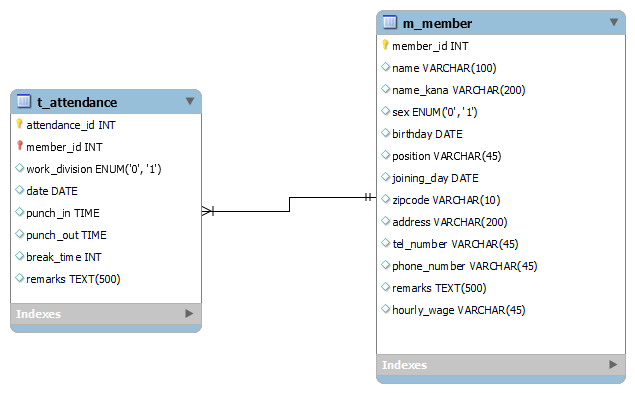 t_attendance
attendance_id INT
member_id INT
work_division ENUM('0', '1')
date DATE
punch_in TIME
punch_out TIME
break_time INT
remarks TEXT(500)
Indexes
m_member
member_id INT
name VARCHAR(100)
name_kana VARCHAR(200)
sex ENUM('0', '1')
birthday DATE
position VARCHAR(45)
joining_day DATE
zipcode VARCHAR(10)
address VARCHAR(200)
tel_number VARCHAR(45)
phone_number VARCHAR(45)
remarks TEXT(500)
hourly_wage VARCHAR(45)
Indexes